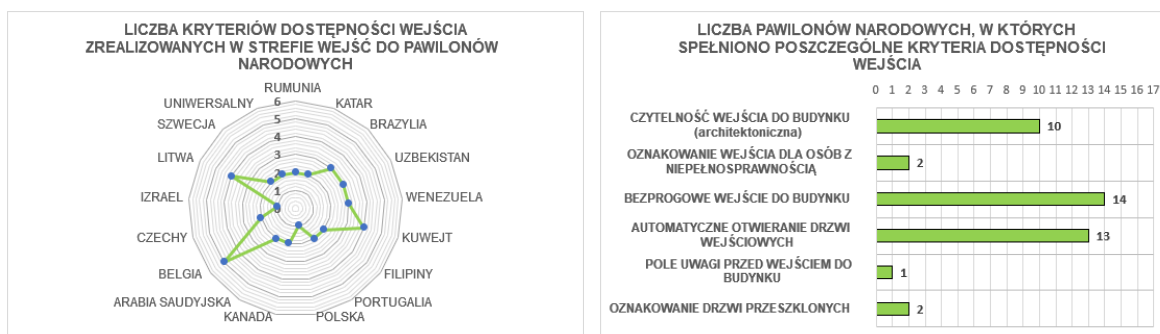 LICZBA KRYTERIÓW DOSTĘPNOŚCI WEJŚCIA
ZREALIZOWANYCH W STREFIE WEJŚĆ DO PAWILONÓW
NARODOWYCH
RUMUNIA
KATAR
BRAZYLIA
UZBEKISTAN
WENEZUELA
KUWEJT
FILIPINY
PORTUGALIA
POLSKA
KANADA
ARABIA SAUDYJSKA
BELGIA
CZECHY
IZRAEL
LITWA
SZWECJA
UNIWERSALNY
6
5
4
3
2
1
0
LICZBA PAWILONÓW NARODOWYCH, W KTÓRYCH
SPEŁNIONO POSZCZEGÓLNE KRYTERIA DOSTĘPNOŚCI
WEJŚCIA
0 1 2 3 4 5 6 7 8 9 10 11 12 13 14 15 16 17
CZYTELNOŚĆ WEJŚCIA DO BUDYNKU
(architektoniczna)
10
OZNAKOWANIE WEJŚCIA DLA OSÓB Z
NIEPEŁNOSPRAWNOŚCIĄ
2
BEZPROGOWE WEJŚCIE DO BUDYNKU
14
AUTOMATYCZNE OTWIERANIE DRZWI
WEJŚCIOWYCH
13
POLE UWAGI PRZED WEJŚCIEM DO
BUDYNKU
1
OZNAKOWANIE DRZWI PRZESZKLONYCH
2